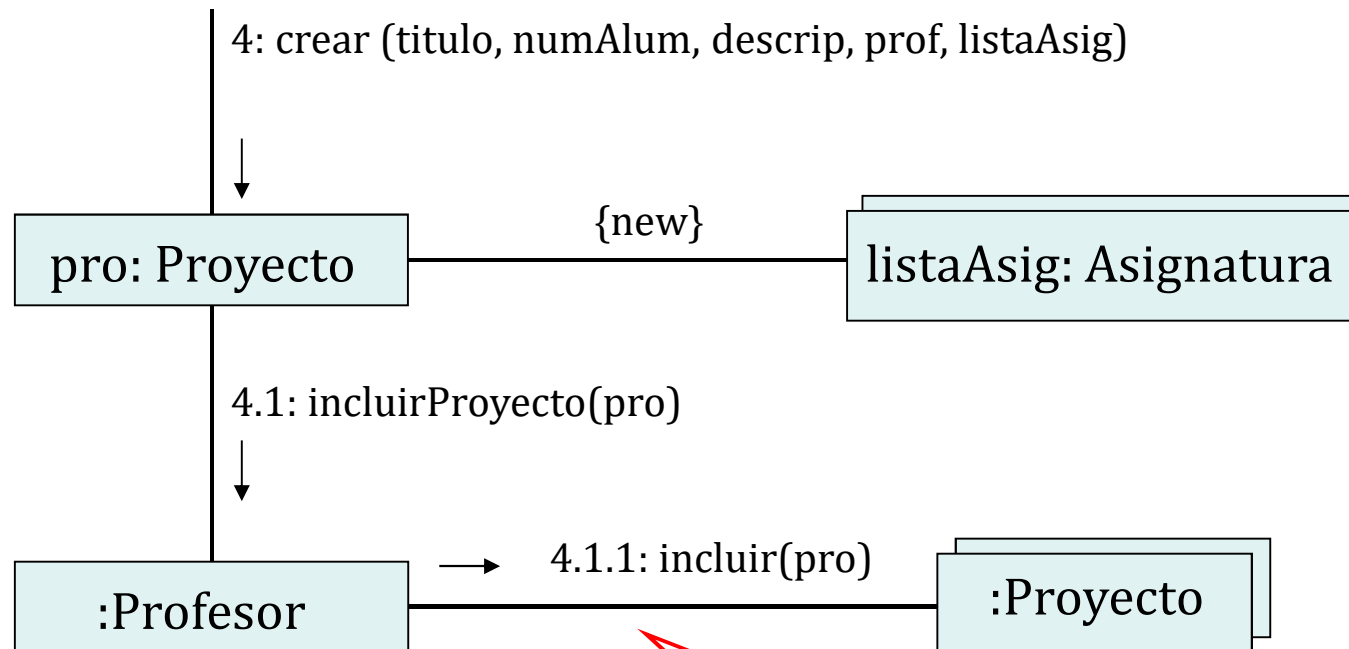 4: crear (titulo, numAlum, descrip, prof, listaAsig)
{new}
pro: Proyecto
listaAsig: Asignatura
4.1: incluirProyecto(pro)
4.1.1: incluir(pro)
:Profesor
:Proyecto